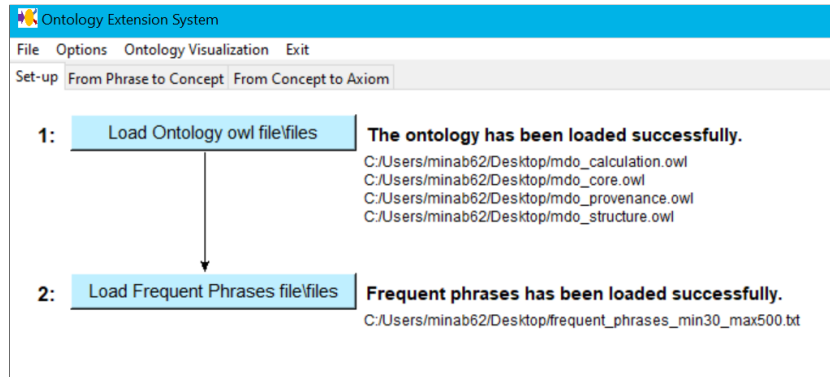 Ontology Extension System
File Options Ontology Visualization Exit
Set-up From Phrase to Concept From Concept to Axiom
1: Load Ontology owl file\files The ontology has been loaded successfully.
C:/Users/minab62/Desktop/mdo_calculation.owl
C:/Users/minab62/Desktop/mdo_core.owl
C:/Users/minab62/Desktop/mdo_provenance.owl
C:/Users/minab62/Desktop/mdo_structure.owl
2: Load Frequent Phrases file\files Frequent phrases has been loaded successfully.
C:/Users/minab62/Desktop/frequent_phrases_min30_max500.txt